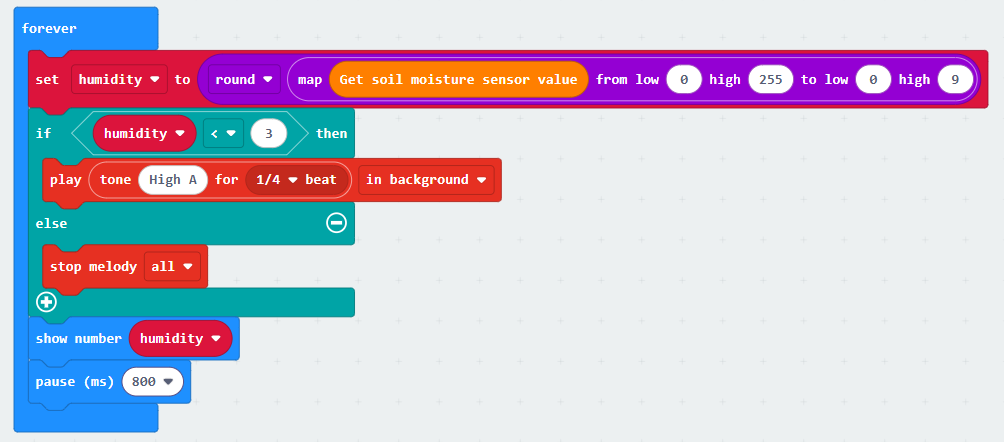 forever
set humidity to round map Get soil moisture sensor value from low 0 high 255 to low 0 high 9
if humidity < 3 then
play tone High A for 1/4 beat in background
else
stop melody all
show number humidity
pause (ms) 800